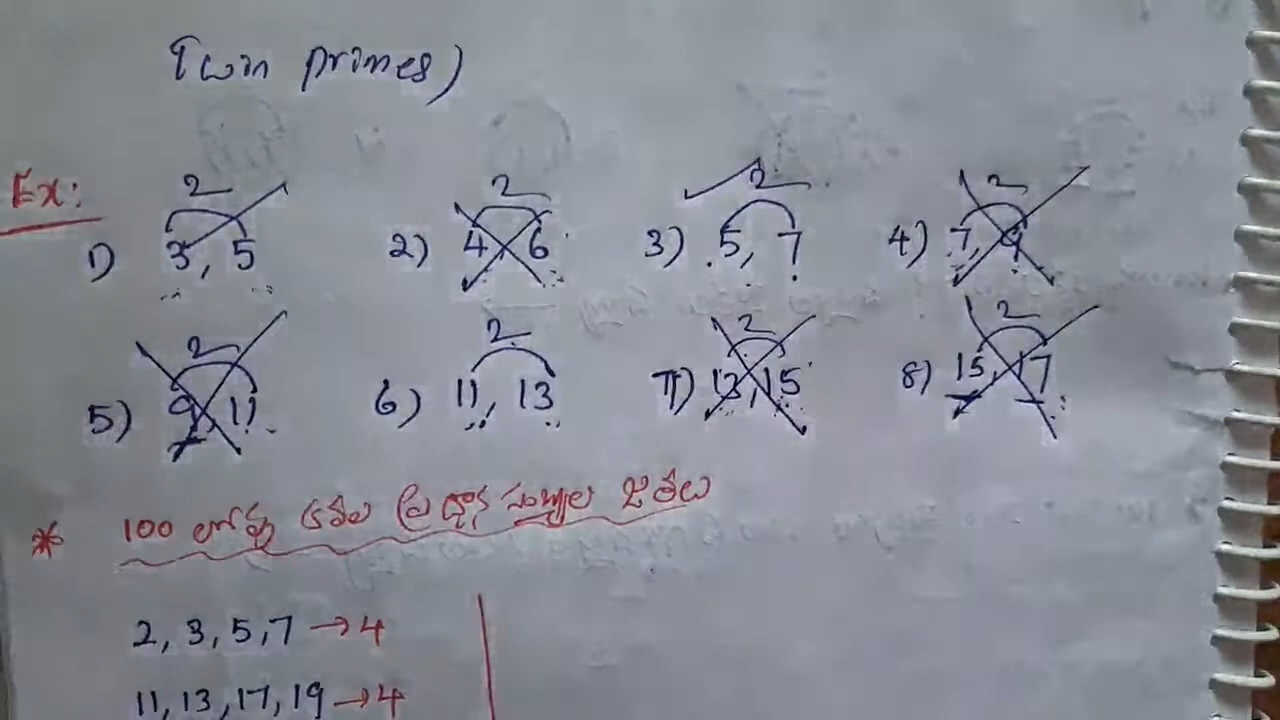 Twin primes)
Ex:
2 2 2 2
1) 3, 5 2) 4, 6 3) 5, 7 4) 7, 9
2 2 2 2
5) 9, 11 6) 11, 13 7) 13, 15 8) 15, 17
* 100 లోపు కవల ప్రధాన సంఖ్యల జతలు
2, 3, 5, 7 → 4
11, 13, 17, 19 → 4